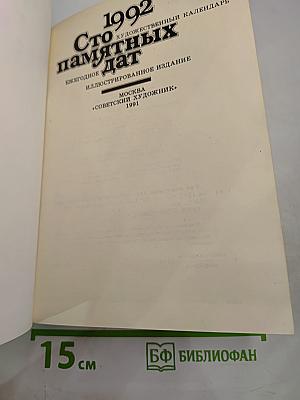 1992
Сто
ХУДОЖЕСТВЕННЫЙ КАЛЕНДАРЬ
памятных
ЕЖЕГОДНОЕ
дат
ИЛЛЮСТРИРОВАННОЕ ИЗДАНИЕ
МОСКВА
«СОВЕТСКИЙ ХУДОЖНИК»
1991
15 см
БФ БИБЛИОФАН